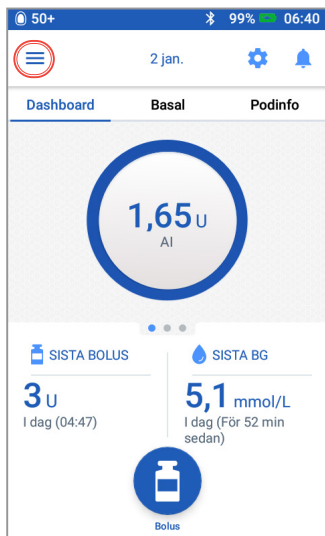 50+ 99% 06:40
2 jan.
Dashboard Basal Podinfo
1,65 U
AI
SISTA BOLUS
3 U
I dag (04:47)
SISTA BG
5,1 mmol/L
I dag (För 52 min
sedan)
Bolus